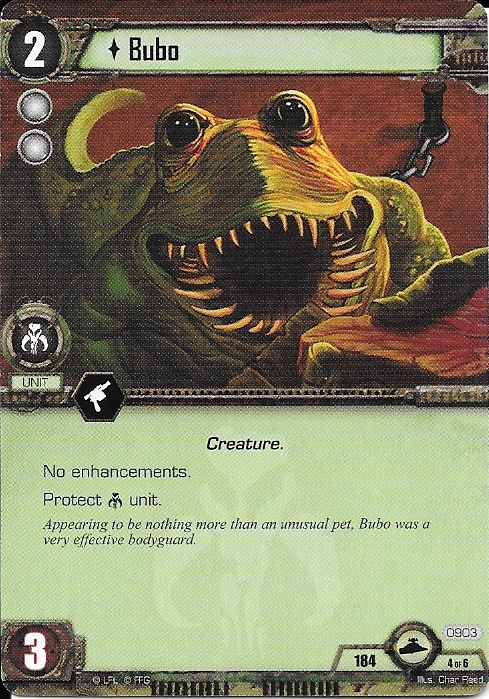 2
Bubo
UNIT
Creature.
No enhancements.
Protect unit.
Appearing to be nothing more than an unusual pet, Bubo was a
very effective bodyguard.
0903
3
184
4 OF 6
© LFL © FFG
Illus. Char Reed